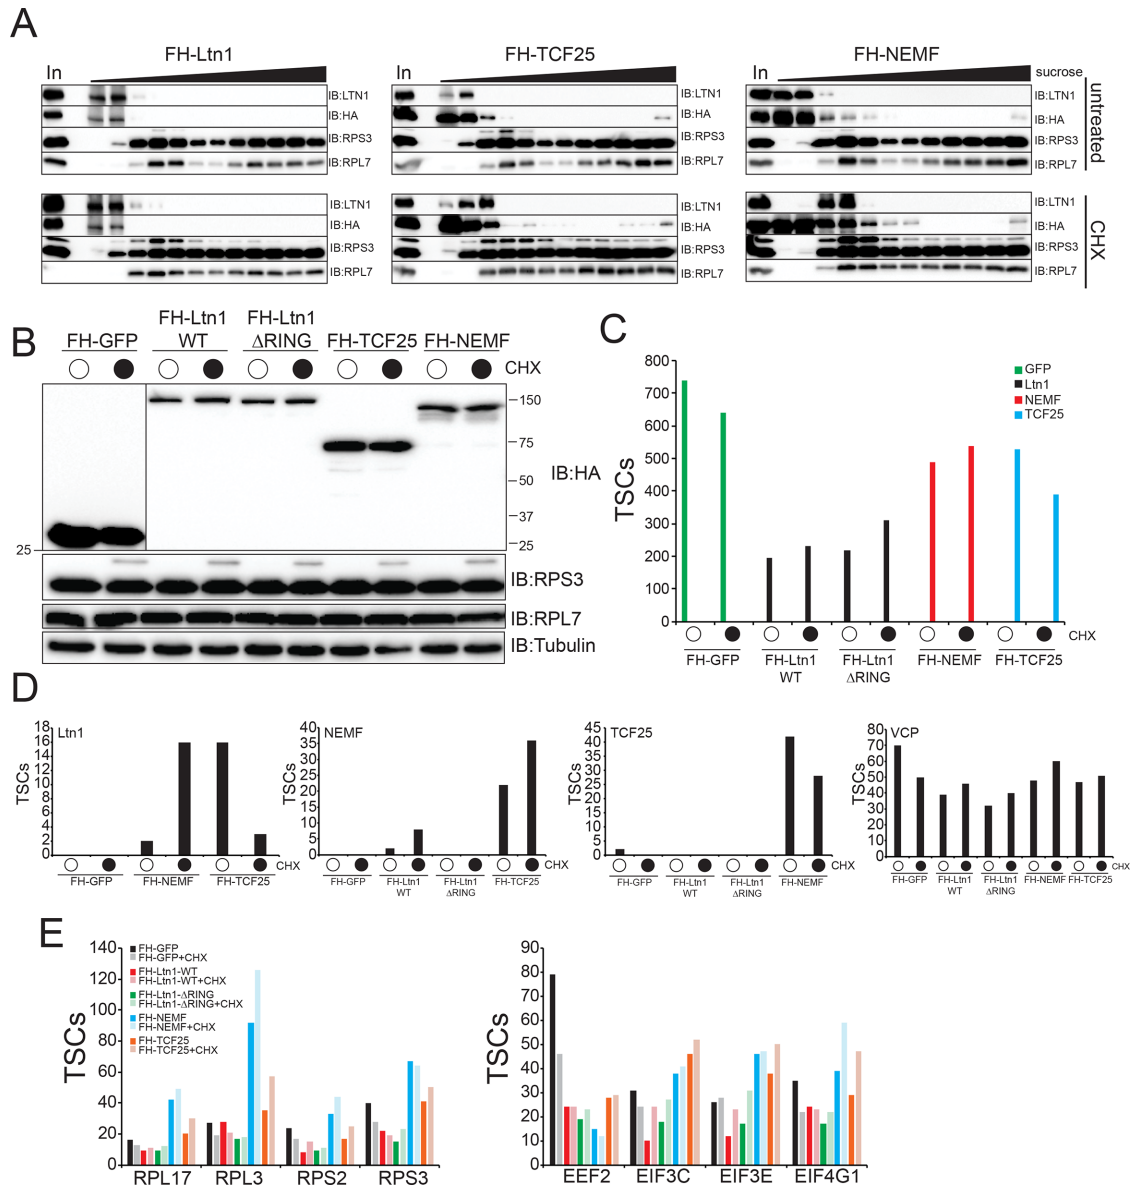 A
FH-Ltn1
FH-TCF25
FH-NEMF
In
In
In
sucrose
IB:LTN1
IB:HA
IB:RPS3
IB:RPL7
IB:LTN1
IB:HA
IB:RPS3
IB:RPL7
IB:LTN1
IB:HA
IB:RPS3
IB:RPL7
untreated
IB:LTN1
IB:HA
IB:RPS3
IB:RPL7
IB:LTN1
IB:HA
IB:RPS3
IB:RPL7
IB:LTN1
IB:HA
IB:RPS3
IB:RPL7
CHX
B
FH-GFP
FH-Ltn1
WT
FH-Ltn1
ΔRING
FH-TCF25
FH-NEMF
CHX
150
75
50
37
25
25
IB:HA
IB:RPS3
IB:RPL7
IB:Tubulin
C
TSCs
800
700
600
500
400
300
200
100
0
GFP
Ltn1
NEMF
TCF25
CHX
FH-GFP
FH-Ltn1
WT
FH-Ltn1
ΔRING
FH-NEMF
FH-TCF25
D
Ltn1
TSCs
18
16
14
12
10
8
6
4
2
0
CHX
FH-GFP
FH-NEMF
FH-TCF25
NEMF
TSCs
40
35
30
25
20
15
10
5
0
FH-GFP
FH-Ltn1
WT
FH-Ltn1
ΔRING
FH-TCF25
CHX
TCF25
TSCs
45
40
35
30
25
20
15
10
5
0
FH-GFP
FH-Ltn1
WT
FH-Ltn1
ΔRING
FH-NEMF
CHX
VCP
TSCs
80
70
60
50
40
30
20
10
0
CHX
FH-GFP
FH-Ltn1
WT
FH-Ltn1
ΔRING
FH-NEMF
FH-TCF25
E
TSCs
140
120
100
80
60
40
20
0
FH-GFP
FH-GFP+CHX
FH-Ltn1-WT
FH-Ltn1-WT+CHX
FH-Ltn1-ΔRING
FH-Ltn1-ΔRING+CHX
FH-NEMF
FH-NEMF+CHX
FH-TCF25
FH-TCF25+CHX
RPL17
RPL3
RPS2
RPS3
TSCs
90
80
70
60
50
40
30
20
10
0
EEF2
EIF3C
EIF3E
EIF4G1